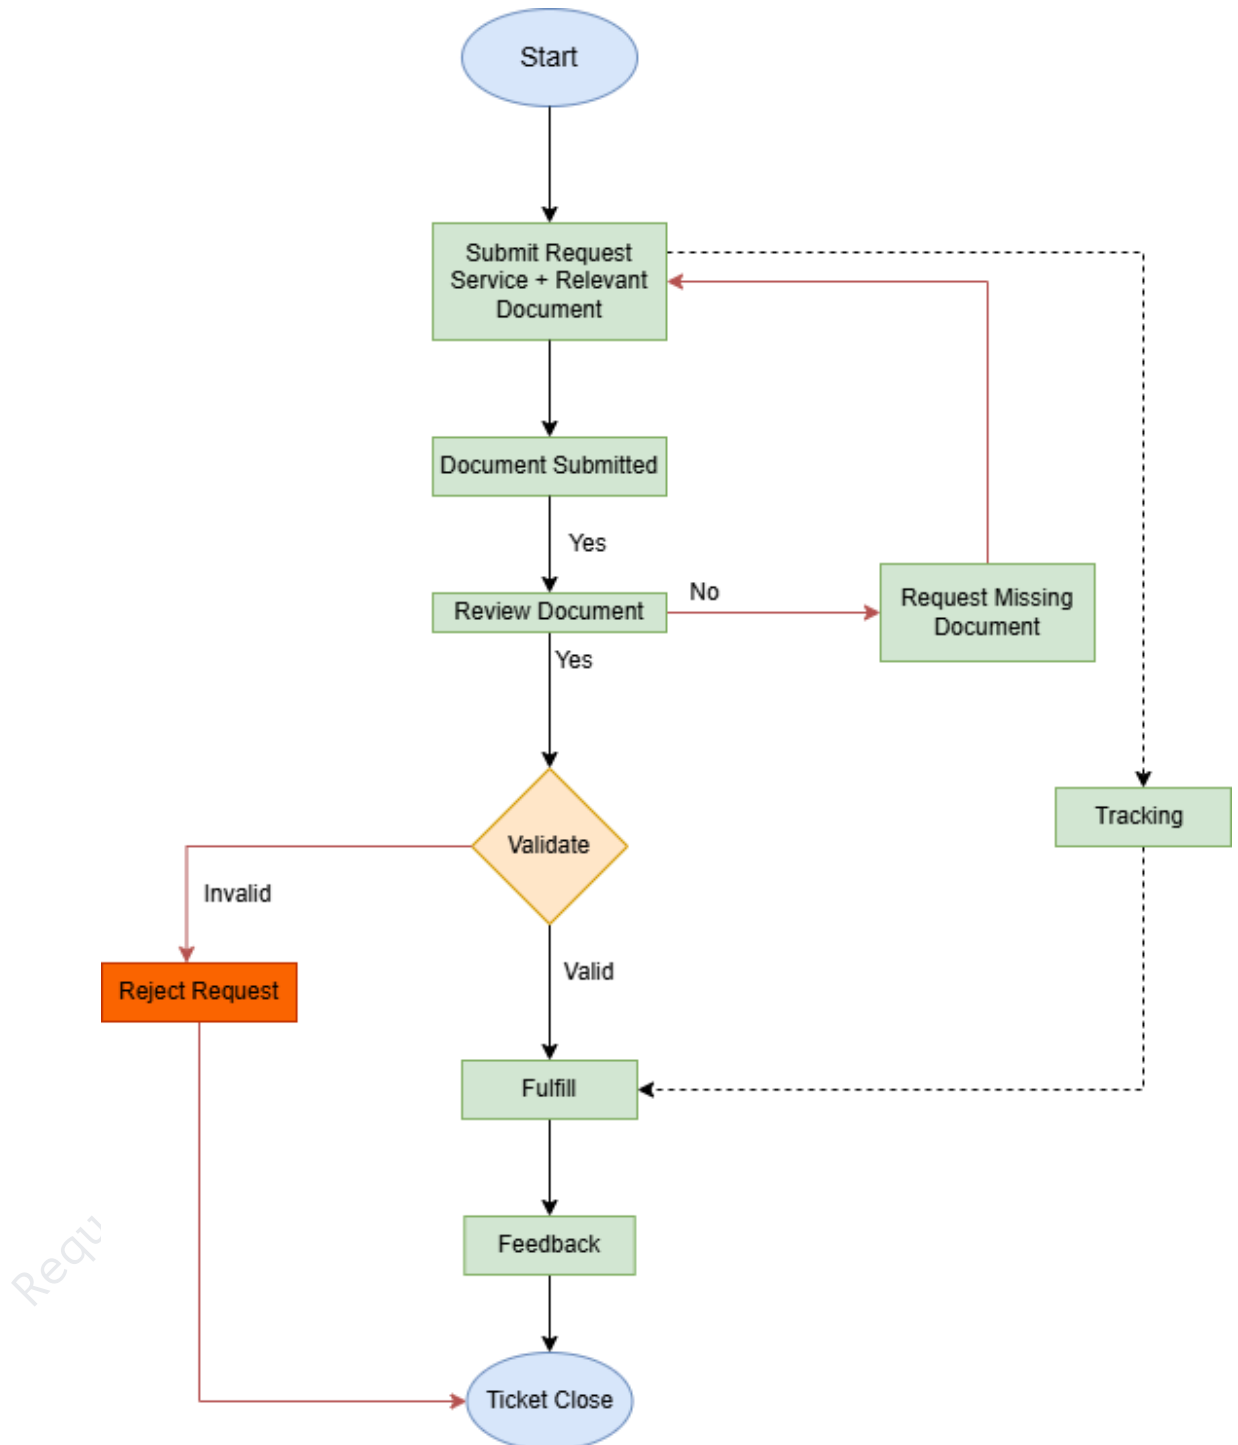 Start
Submit Request
Service + Relevant
Document
Document Submitted
Yes
Review Document
No
Request Missing
Document
Yes
Tracking
Validate
Invalid
Valid
Reject Request
Fulfill
Feedback
Ticket Close